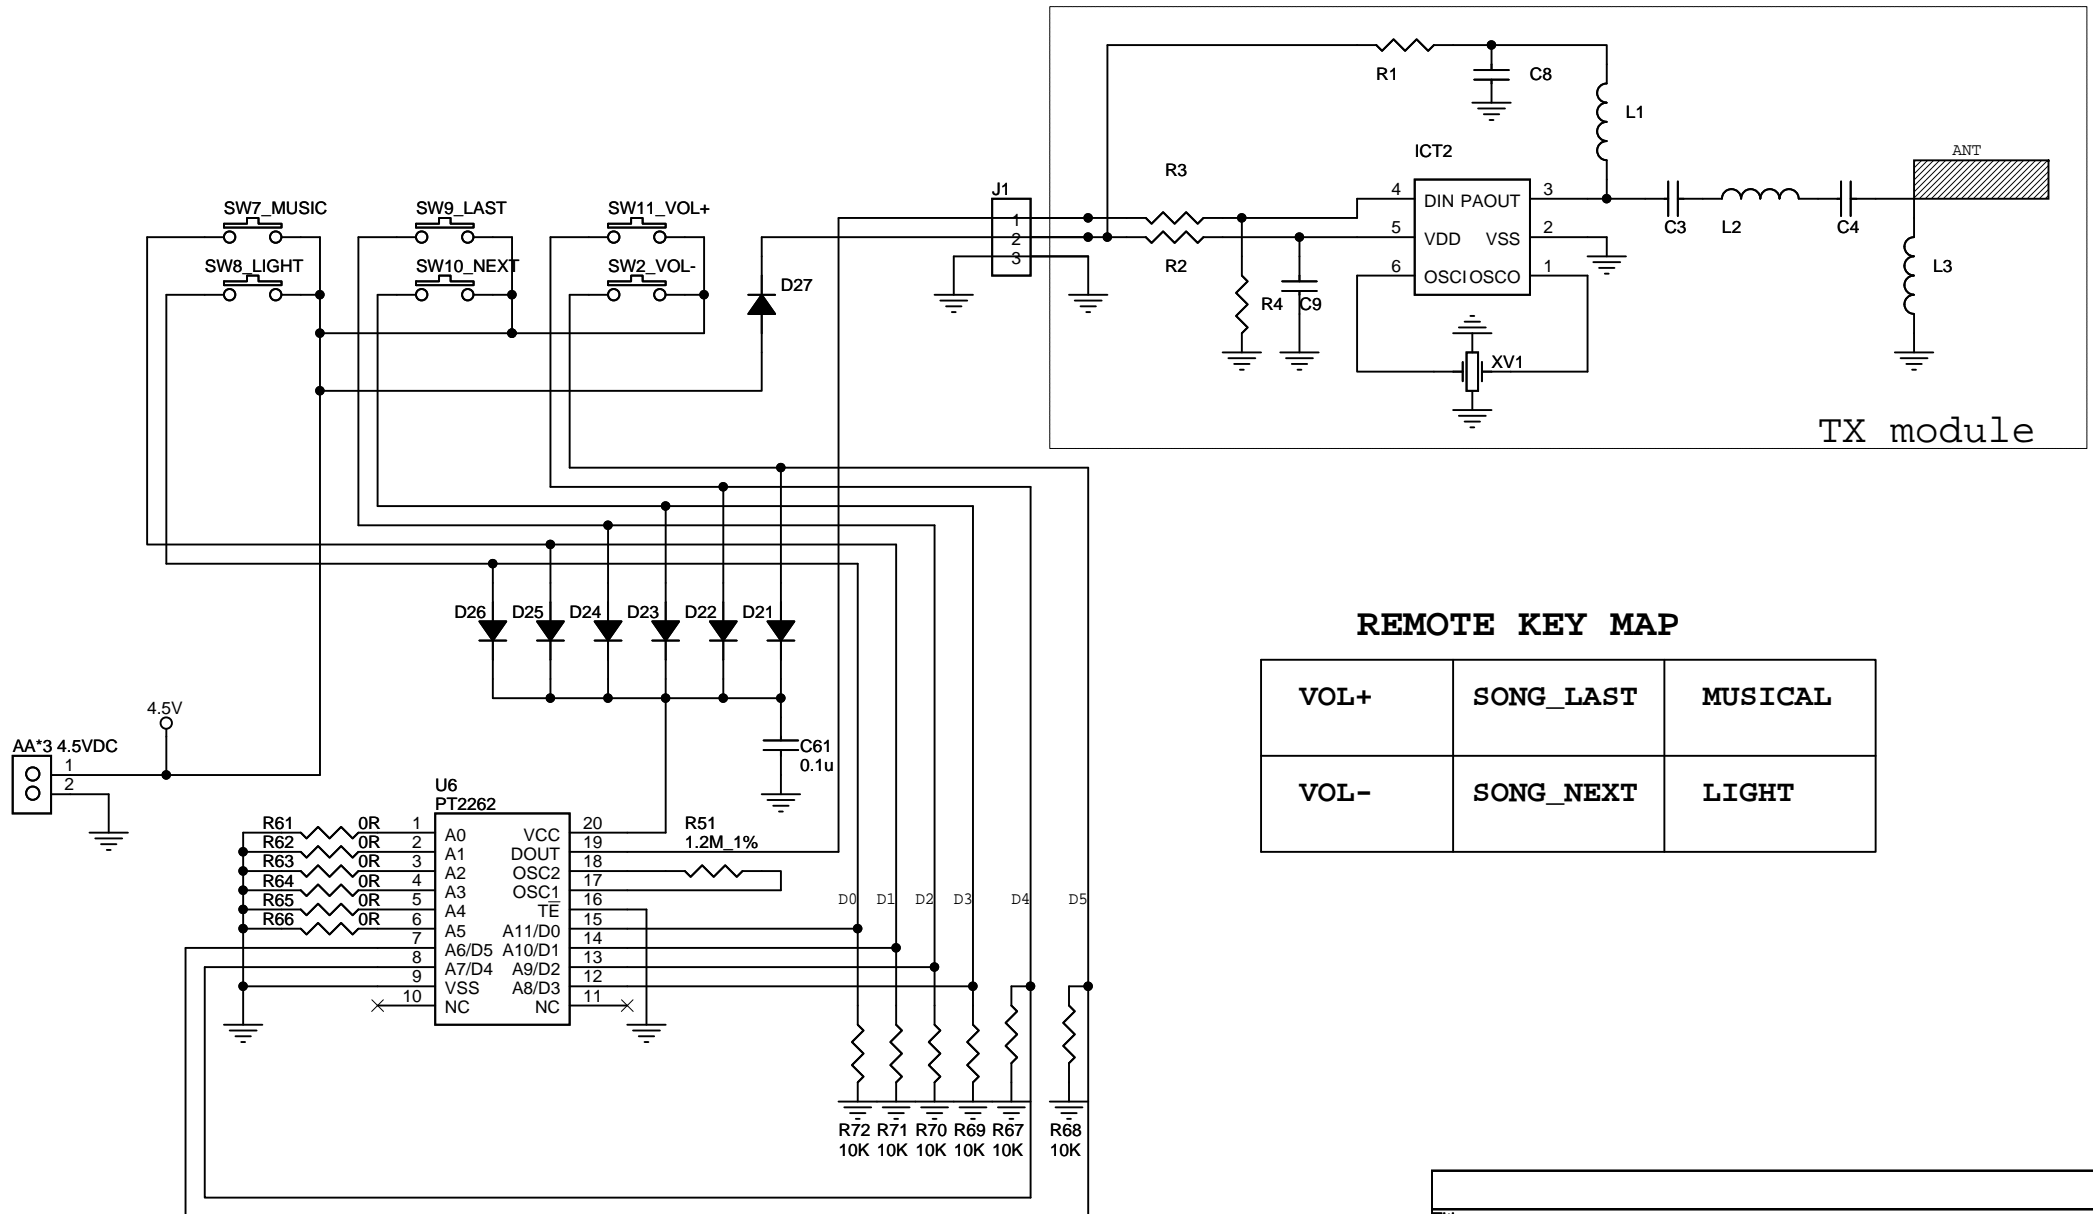 R1
C8
L1
ICT2
ANT
R3
J1
SW7_MUSIC
SW9_LAST
SW11_VOL+
4
DIN
PAOUT
3
1
C3
L2
C4
2
5
VDD
VSS
2
SW8_LIGHT
SW10_NEXT
SW2_VOL-
3
R2
6
OSCI
OSCO
1
L3
D27
R4
C9
XV1
TX module
D26
D25
D24
D23
D22
D21
REMOTE KEY MAP
VOL+
SONG_LAST
MUSICAL
VOL-
SONG_NEXT
LIGHT
4.5V
AA*3 4.5VDC
1
2
C61
0.1u
U6
PT2262
R51
1.2M_1%
R61
0R
1
A0
VCC
20
R62
0R
2
A1
DOUT
19
R63
0R
3
A2
OSC2
18
R64
0R
4
A3
OSC1
17
R65
0R
5
A4
TE
16
R66
0R
6
A5
A11/D0
15
7
A6/D5
A10/D1
14
8
A7/D4
A9/D2
13
9
VSS
A8/D3
12
10
NC
NC
11
D0
D1
D2
D3
D4
D5
R72
R71
R70
R69
R67
R68
10K
10K
10K
10K
10K
10K